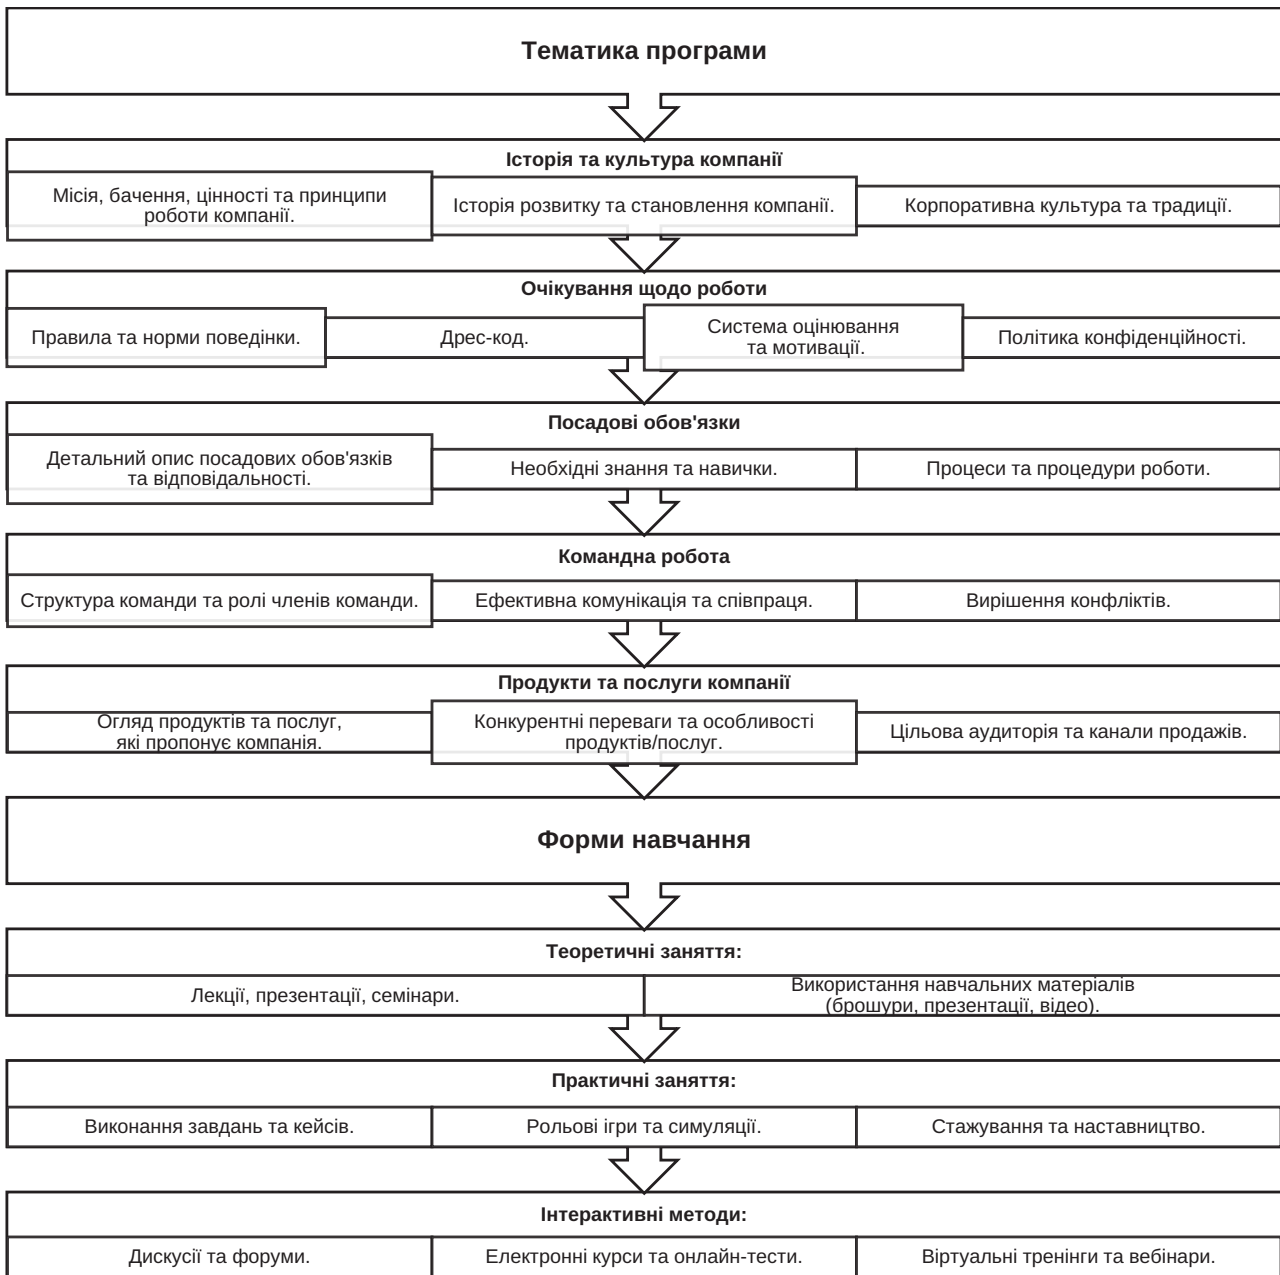 Тематика програми
Історія та культура компанії
Місія, бачення, цінності та принципи
роботи компанії.
Історія розвитку та становлення компанії.
Корпоративна культура та традиції.
Очікування щодо роботи
Правила та норми поведінки.
Дрес-код.
Система оцінювання
та мотивації.
Політика конфіденційності.
Посадові обов'язки
Детальний опис посадових обов'язків
та відповідальності.
Необхідні знання та навички.
Процеси та процедури роботи.
Командна робота
Структура команди та ролі членів команди.
Ефективна комунікація та співпраця.
Вирішення конфліктів.
Продукти та послуги компанії
Огляд продуктів та послуг,
які пропонує компанія.
Конкурентні переваги та особливості
продуктів/послуг.
Цільова аудиторія та канали продажів.
Форми навчання
Теоретичні заняття:
Лекції, презентації, семінари.
Використання навчальних матеріалів
(брошури, презентації, відео).
Практичні заняття:
Виконання завдань та кейсів.
Рольові ігри та симуляції.
Стажування та наставництво.
Інтерактивні методи:
Дискусії та форуми.
Електронні курси та онлайн-тести.
Віртуальні тренінги та вебінари.